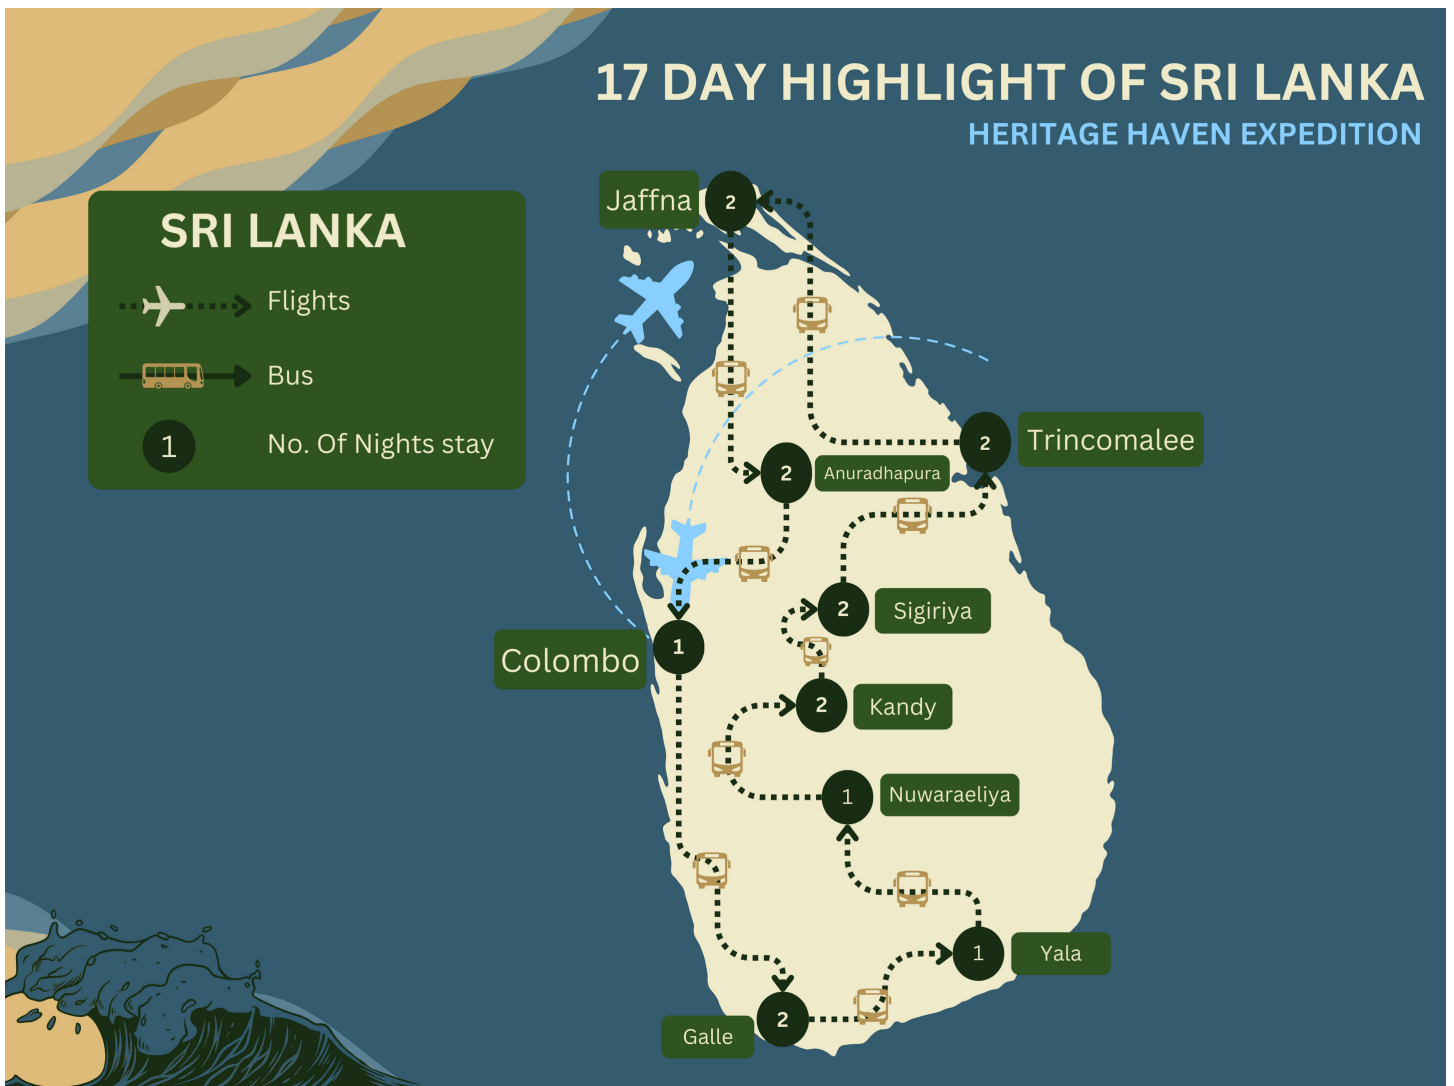 17 DAY HIGHLIGHT OF SRI LANKA
HERITAGE HAVEN EXPEDITION
SRI LANKA
Flights
Bus
1 No. Of Nights stay
Jaffna 2
2 Trincomalee
2 Anuradhapura
2 Sigiriya
Colombo 1
2 Kandy
1 Nuwaraeliya
1 Yala
Galle 2